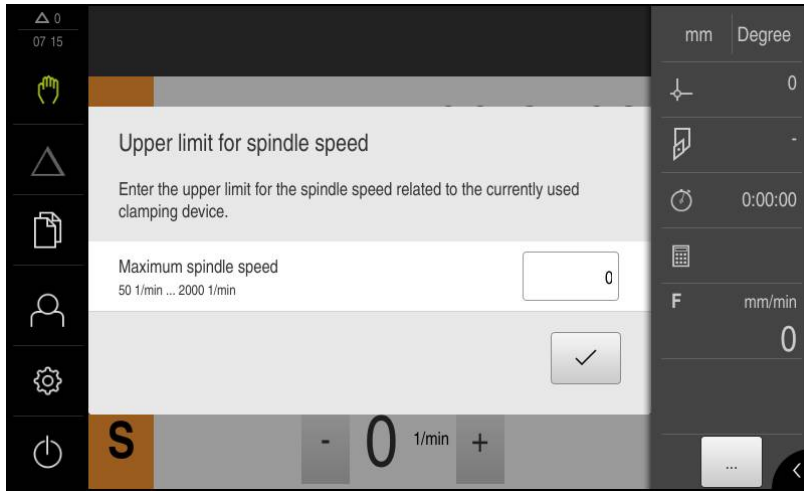 0
07 15
mm Degree
0
Upper limit for spindle speed
-
Enter the upper limit for the spindle speed related to the currently used
clamping device.
0:00:00
Maximum spindle speed
0
50 1/min ... 2000 1/min
F mm/min
0
S - 0 1/min +
...